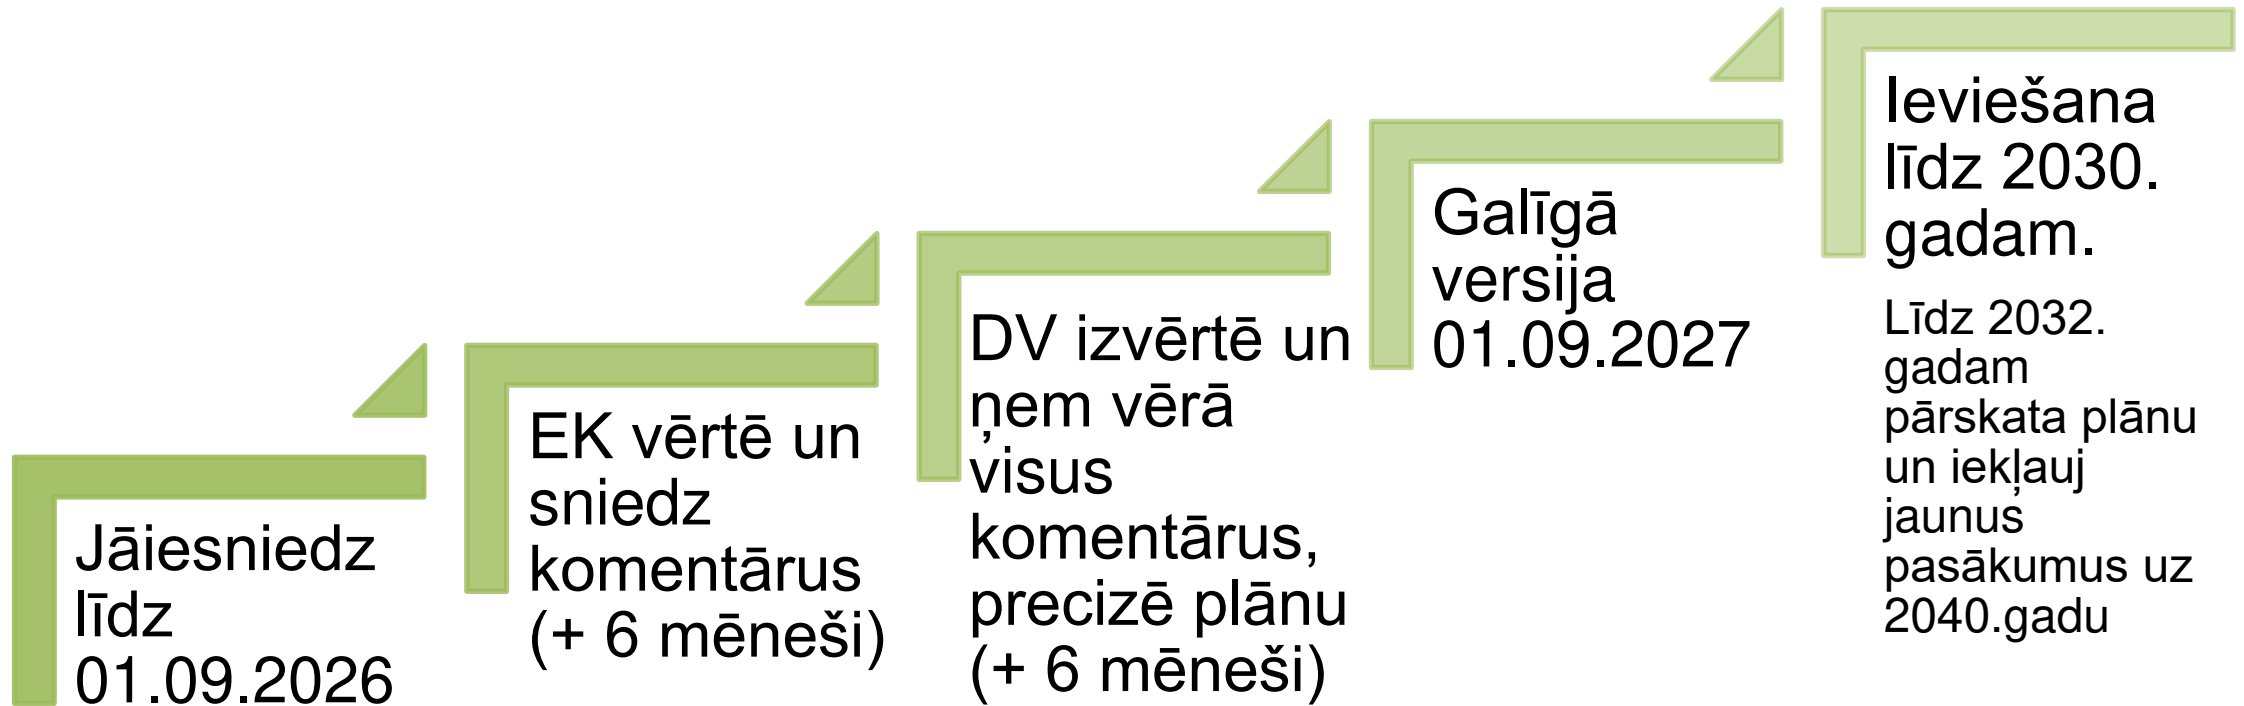 Jāiesniedz
līdz
01.09.2026
EK vērtē un
sniedz
komentārus
(+ 6 mēneši)
DV izvērtē un
ņem vērā
visus
komentārus,
precizē plānu
(+ 6 mēneši)
Galīgā
versija
01.09.2027
Ieviešana
līdz 2030.
gadam.
Līdz 2032.
gadam
pārskata plānu
un iekļauj
jaunus
pasākumus uz
2040.gadu